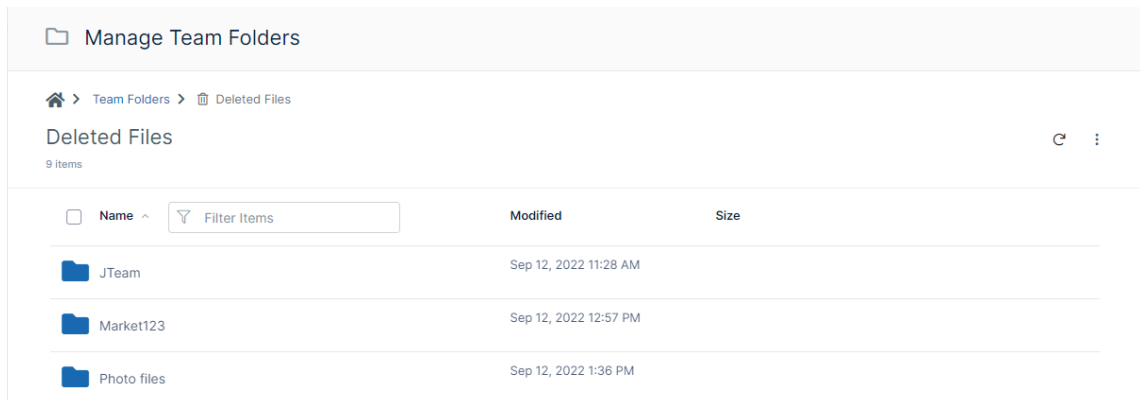 Manage Team Folders
Team Folders > Deleted Files
Deleted Files
9 items
Name Filter Items Modified Size
JTeam Sep 12, 2022 11:28 AM
Market123 Sep 12, 2022 12:57 PM
Photo files Sep 12, 2022 1:36 PM